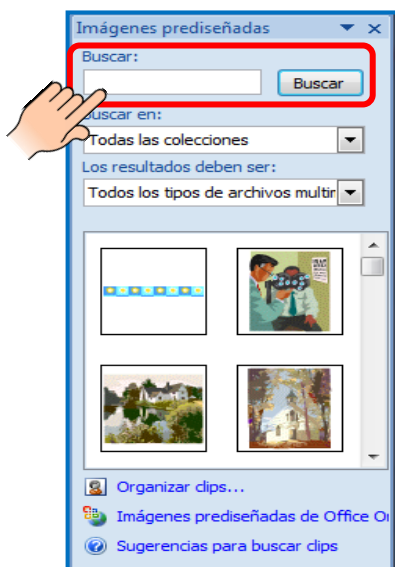 Imágenes prediseñadas
Buscar:
Buscar
Buscar en:
Todas las colecciones
Los resultados deben ser:
Todos los tipos de archivos multir
Organizar clips...
Imágenes prediseñadas de Office O
Sugerencias para buscar clips